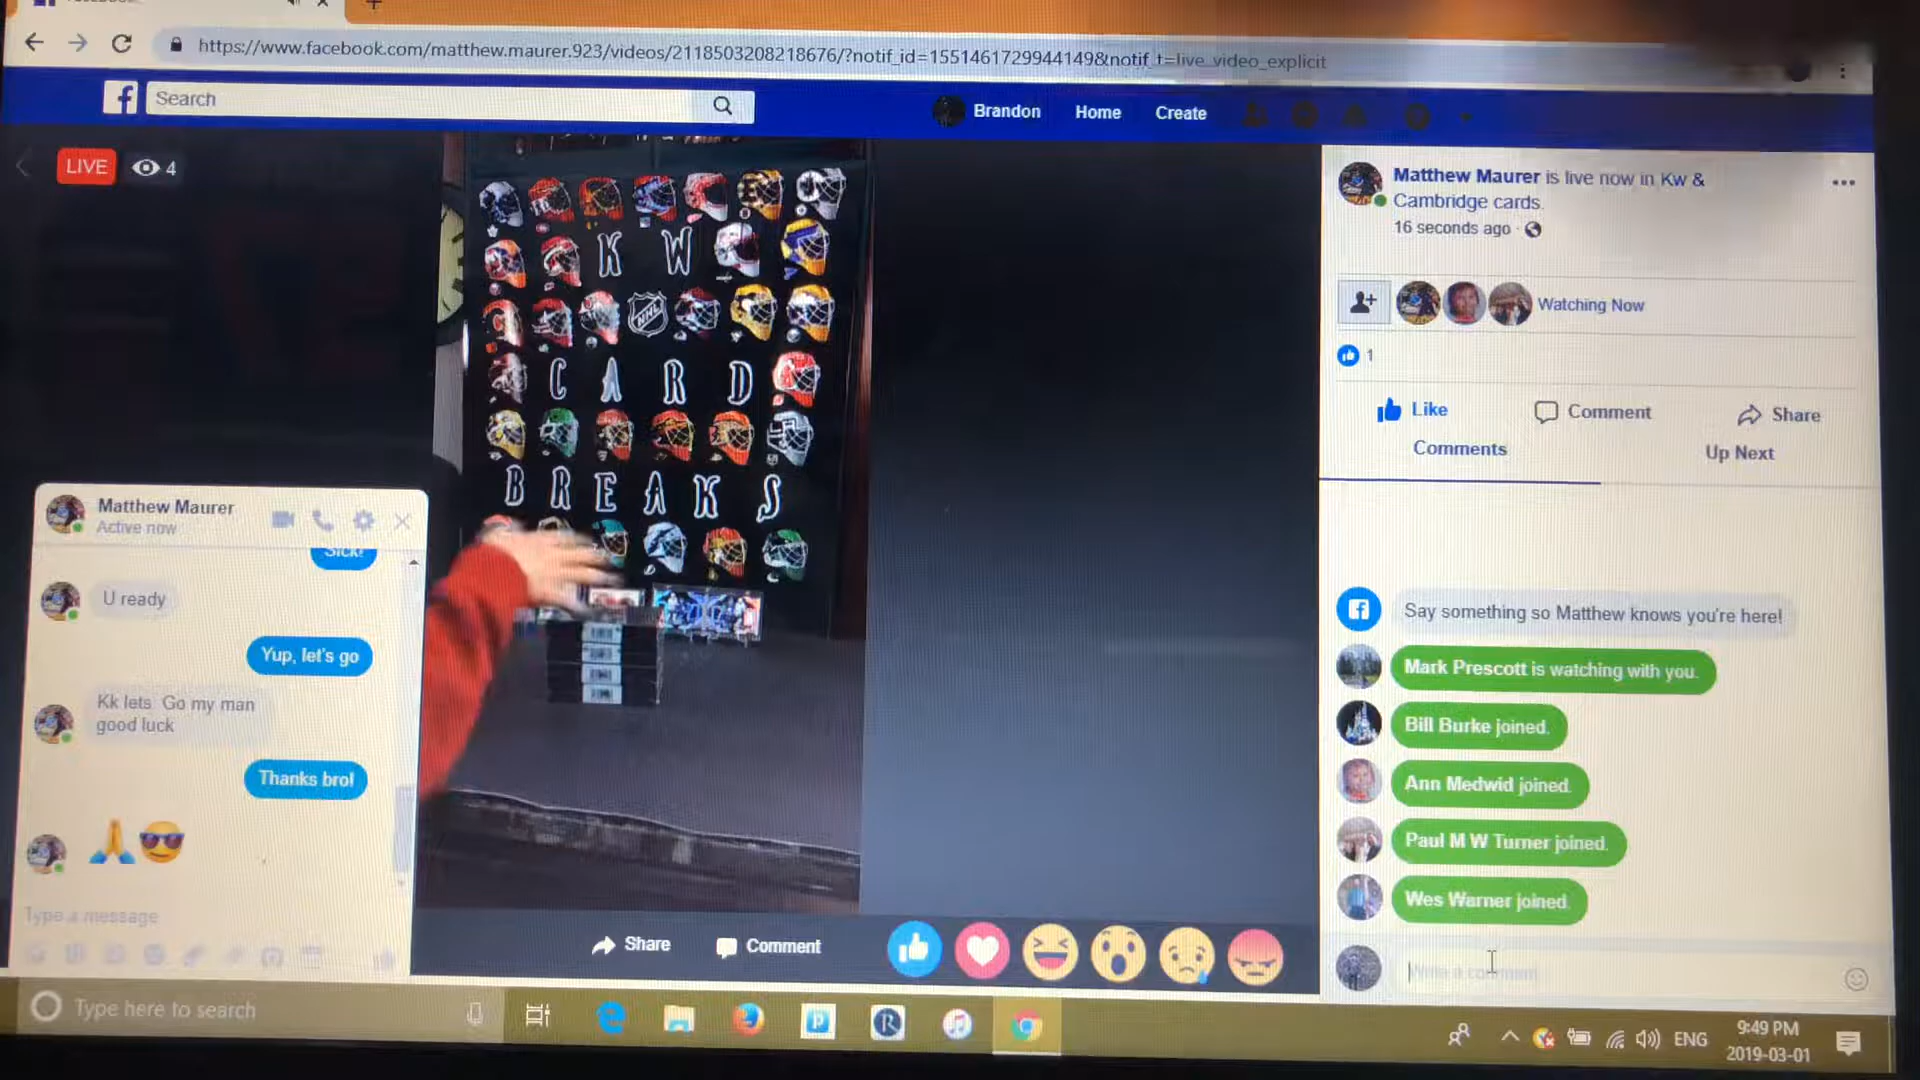 https://www.facebook.com/matthew.maurer.923/videos/2118503208218676/?notif_id=1551461729944149&notif_t=live_video_explicit
Search
Brandon
Home
Create
LIVE
4
K W
NHL
CARD
BREAKS
Matthew Maurer
Active now
Sick!
U ready
Yup, let's go
Kk lets. Go my man
good luck
Thanks bro!
Type a message
Share
Comment
Matthew Maurer is live now in Kw &
Cambridge cards.
16 seconds ago
Watching Now
1
Like
Comment
Share
Comments
Up Next
Say something so Matthew knows you're here!
Mark Prescott is watching with you.
Bill Burke joined.
Ann Medwid joined.
Paul M W Turner joined.
Wes Warner joined.
Write a comment
Type here to search
ENG
9:49 PM
2019-03-01